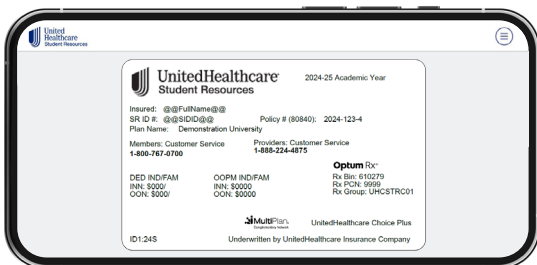 United
Healthcare
Student Resources
UnitedHealthcare
Student Resources
2024-25 Academic Year
Insured: @@FullName@@
SR ID #: @@SIDID@@ Policy # (80840): 2024-123-4
Plan Name: Demonstration University
Members: Customer Service Providers: Customer Service
1-800-767-0700 1-888-224-4875
Optum Rx
DED IND/FAM OOPM IND/FAM Rx Bin: 610279
INN: $000/ INN: $0000 Rx PCN: 9999
OON: $000/ OON: $0000 Rx Group: UHCSTRC01
MultiPlan.
Complementary Network
UnitedHealthcare Choice Plus
ID1:24S Underwritten by UnitedHealthcare Insurance Company